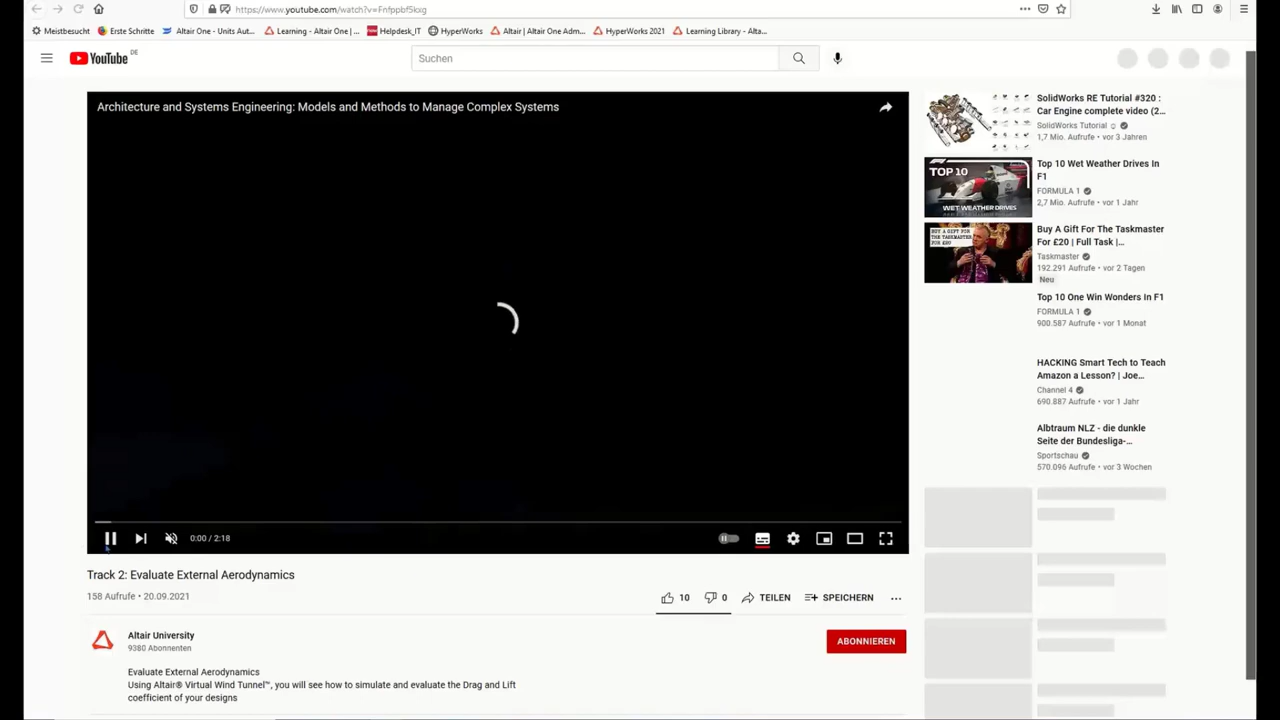 https://www.youtube.com/watch?v=Fnfppbf5kxg
Meistbesucht
Erste Schritte
Altair One - Units Aut...
Learning - Altair One | ...
Helpdesk_IT
HyperWorks
Altair | Altair One Adm...
HyperWorks 2021
Learning Library - Alta...
YouTube DE
Suchen
Architecture and Systems Engineering: Models and Methods to Manage Complex Systems
0:00 / 2:18
Track 2: Evaluate External Aerodynamics
158 Aufrufe • 20.09.2021
10
0
TEILEN
SPEICHERN
Altair University
9380 Abonnenten
ABONNIEREN
Evaluate External Aerodynamics
Using Altair® Virtual Wind Tunnel™, you will see how to simulate and evaluate the Drag and Lift
coefficient of your designs
SolidWorks RE Tutorial #320 :
Car Engine complete video (2...
SolidWorks Tutorial
1,7 Mio. Aufrufe • vor 3 Jahren
TOP 10
WET WEATHER DRIVES
Top 10 Wet Weather Drives In
F1
FORMULA 1
2,7 Mio. Aufrufe • vor 1 Jahr
BUY A GIFT FOR
THE TASKMASTER
FOR £20
Buy A Gift For The Taskmaster
For £20 | Full Task |...
Taskmaster
192.291 Aufrufe • vor 2 Tagen
Neu
Top 10 One Win Wonders In F1
FORMULA 1
900.587 Aufrufe • vor 1 Monat
HACKING Smart Tech to Teach
Amazon a Lesson? | Joe...
Channel 4
690.887 Aufrufe • vor 1 Jahr
Albtraum NLZ - die dunkle
Seite der Bundesliga-...
Sportschau
570.096 Aufrufe • vor 3 Wochen